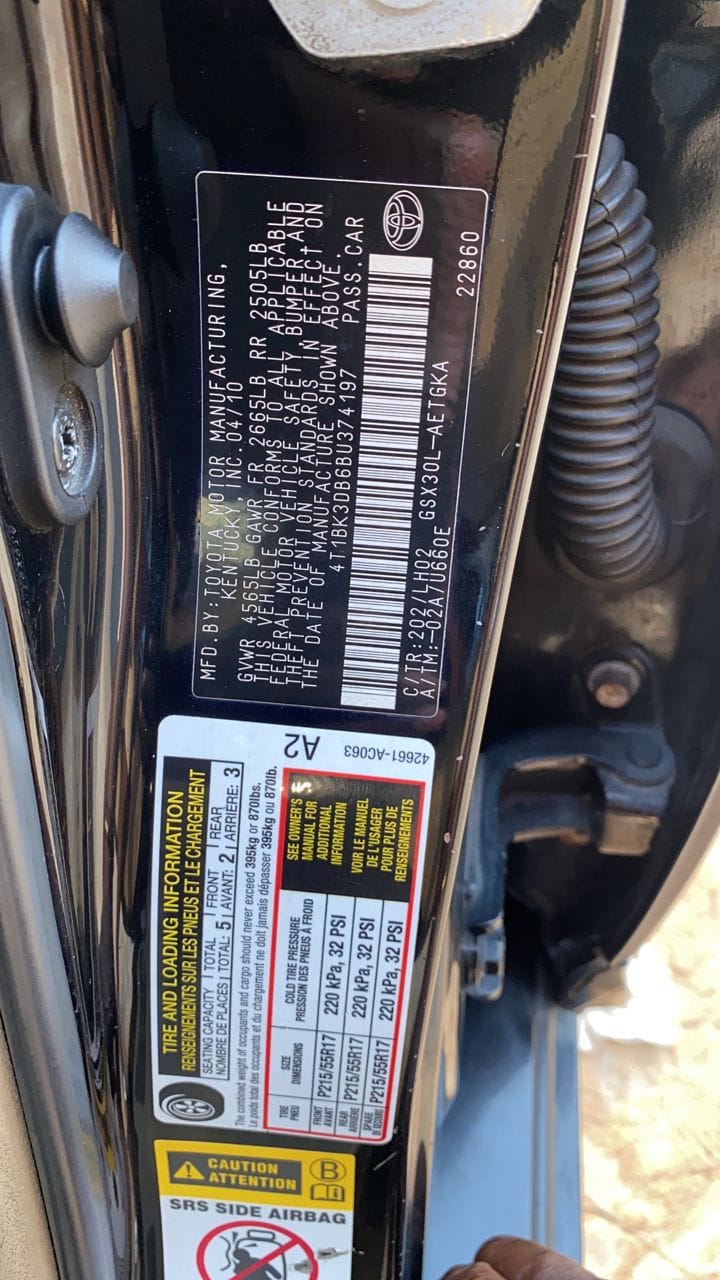 MFD. BY: TOYOTA MOTOR MANUFACTURING,
KENTUCKY, INC. 04/10
GVWR 4565LB GAWR FR 2665LB RR 2505LB
THIS VEHICLE CONFORMS TO ALL APPLICABLE
FEDERAL MOTOR VEHICLE SAFETY, BUMPER, AND
THEFT PREVENTION STANDARDS IN EFFECT ON
THE DATE OF MANUFACTURE SHOWN ABOVE.
4T1BK3DB6BU374197 PASS. CAR
C/TR:202/LH02 GSX30L-AETGKA
A/TM:-02A/U660E 22860
TIRE AND LOADING INFORMATION
RENSEIGNEMENTS SUR LES PNEUS ET LE CHARGEMENT
SEATING CAPACITY | TOTAL | FRONT | REAR
NOMBRE DE PLACES | TOTAL: 5 | AVANT: 2 | ARRIÈRE: 3
The combined weight of occupants and cargo should never exceed 395kg or 870lbs.
Le poids total des occupants et du chargement ne doit jamais dépasser 395kg ou 870lb.
A2
42661-AC063
TIRE SIZE COLD TIRE PRESSURE
PNEU DIMENSIONS PRESSION DES PNEUS À FROID
FRONT
AVANT P215/55R17 220 kPa, 32 PSI
REAR
ARRIÈRE P215/55R17 220 kPa, 32 PSI
SPARE
DE SECOURS P215/55R17 220 kPa, 32 PSI
SEE OWNER'S
MANUAL FOR
ADDITIONAL
INFORMATION
VOIR LE MANUEL
DE L'USAGER
POUR PLUS DE
RENSEIGNEMENTS
CAUTION
ATTENTION
B
SRS SIDE AIRBAG